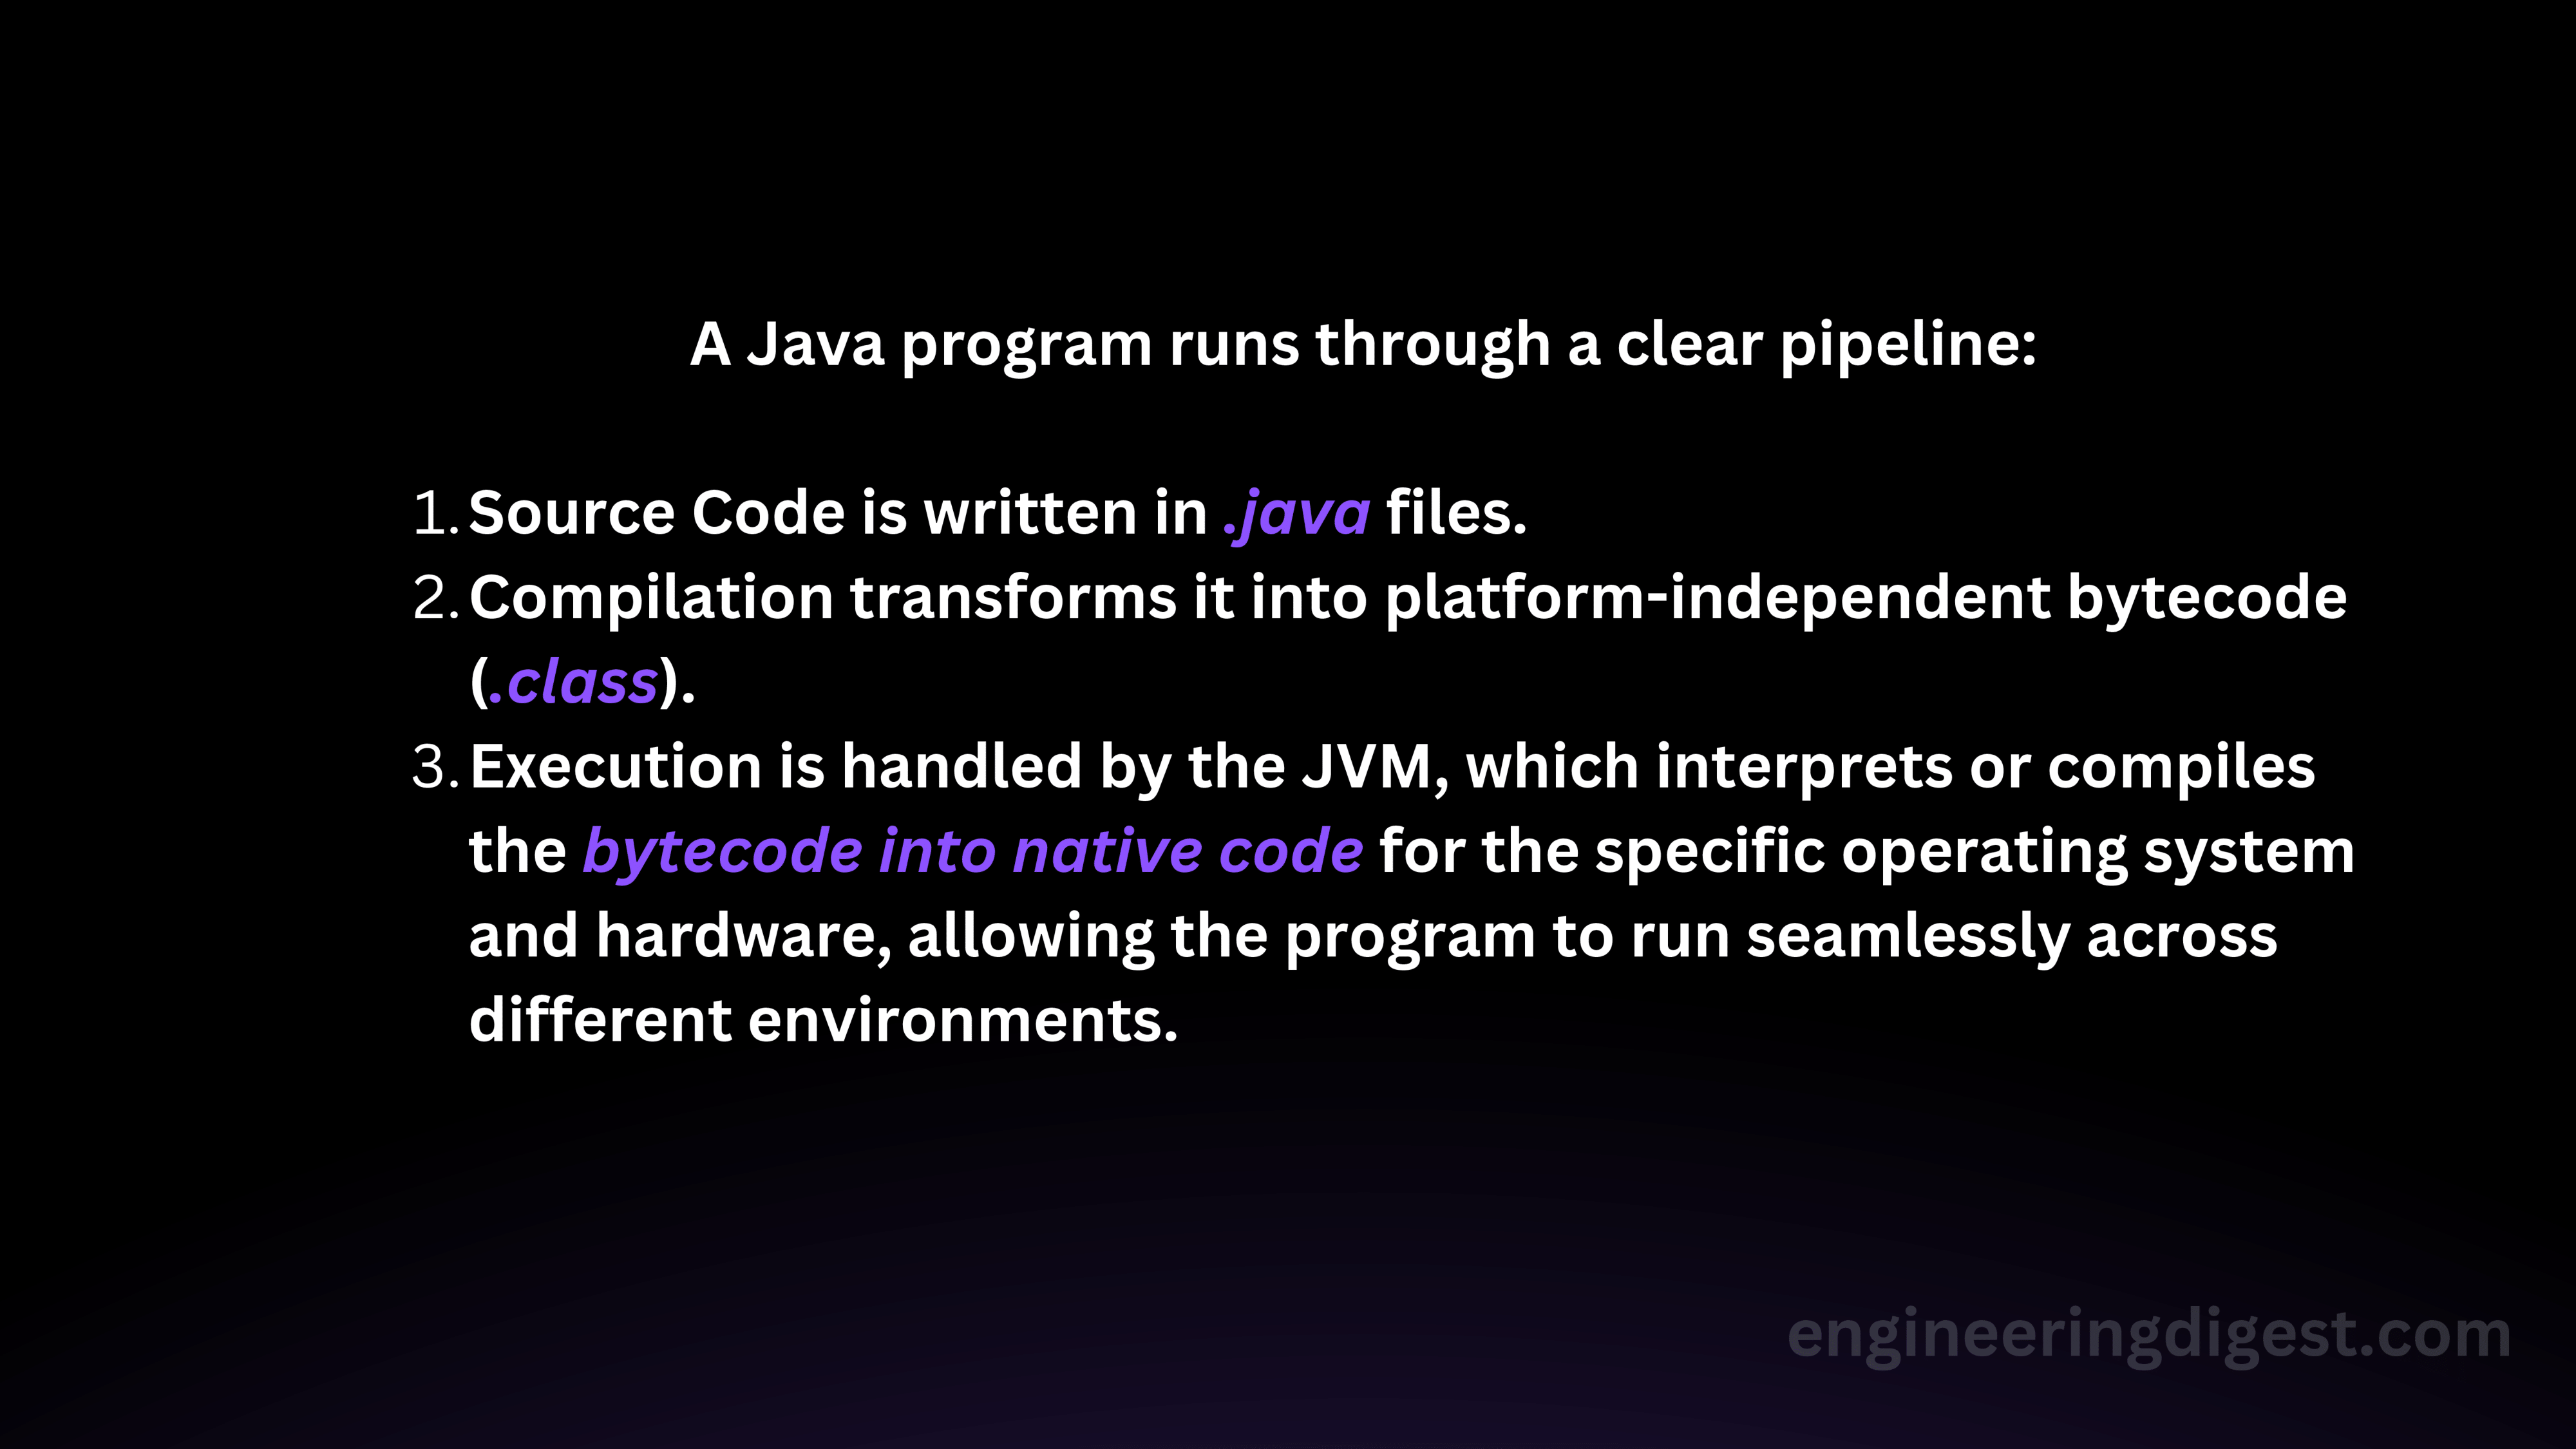 A Java program runs through a clear pipeline:
1. Source Code is written in .java files.
2. Compilation transforms it into platform-independent bytecode
(.class).
3. Execution is handled by the JVM, which interprets or compiles
the bytecode into native code for the specific operating system
and hardware, allowing the program to run seamlessly across
different environments.
engineeringdigest.com